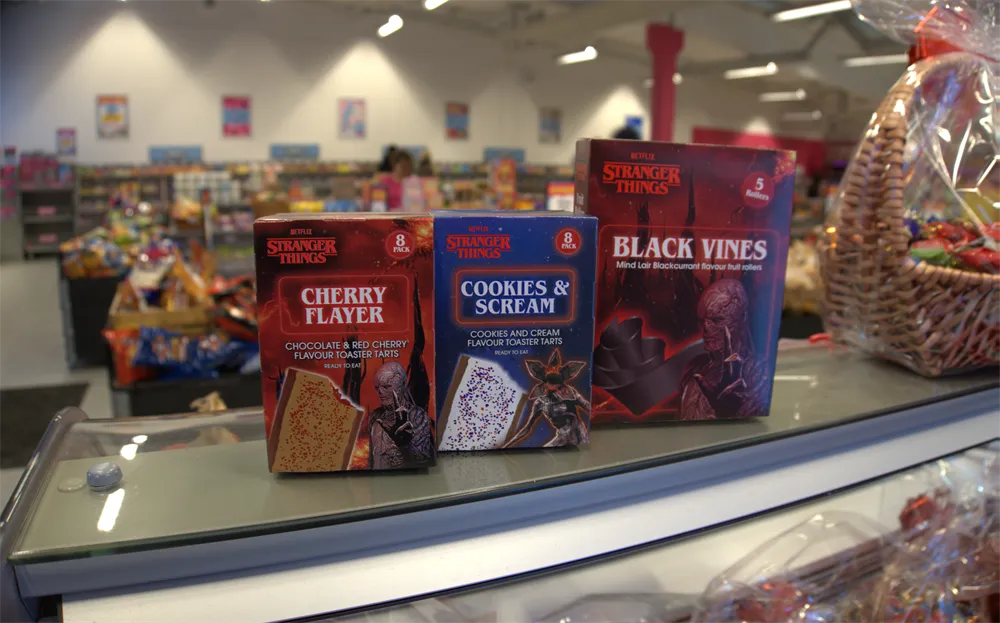 NETFLIX
STRANGER
THINGS
8
PACK
CHERRY
FLAYER
CHOCOLATE & RED CHERRY
FLAVOUR TOASTER TARTS
READY TO EAT
NETFLIX
STRANGER
THINGS
8
PACK
COOKIES &
SCREAM
COOKIES AND CREAM
FLAVOUR TOASTER TARTS
READY TO EAT
NETFLIX
STRANGER
THINGS
5
Rollers
BLACK VINES
Mind Lair Blackcurrant flavour fruit rollers